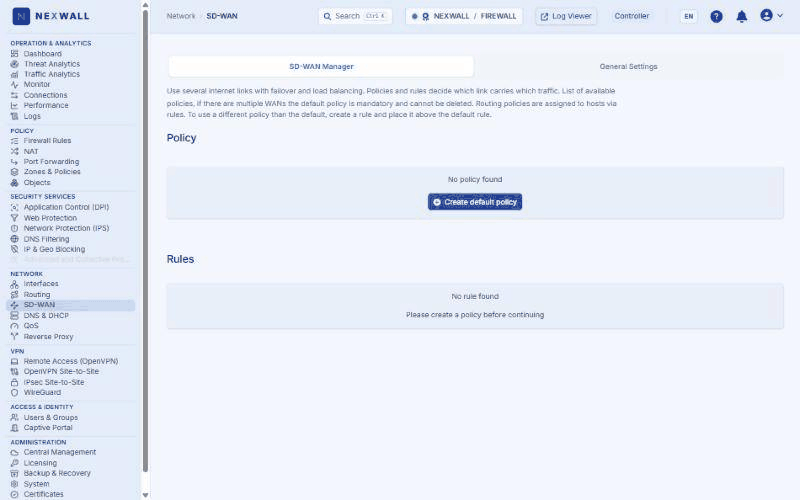 NEXWALL
OPERATION & ANALYTICS
Dashboard
Threat Analytics
Traffic Analytics
Monitor
Connections
Performance
Logs
POLICY
Firewall Rules
NAT
Port Forwarding
Zones & Policies
Objects
SECURITY SERVICES
Application Control (DPI)
Web Protection
Network Protection (IPS)
DNS Filtering
IP & Geo Blocking
NETWORK
Interfaces
Routing
SD-WAN
DNS & DHCP
QoS
Reverse Proxy
VPN
Remote Access (OpenVPN)
OpenVPN Site-to-Site
IPsec Site-to-Site
WireGuard
ACCESS & IDENTITY
Users & Groups
Captive Portal
ADMINISTRATION
Central Management
Licensing
Backup & Recovery
System
Certificates
Network / SD-WAN
Search Ctrl K
NEXWALL / FIREWALL
Log Viewer
Controller
EN
SD-WAN Manager
General Settings
Use several internet links with failover and load balancing. Policies and rules decide which link carries which traffic. List of available
policies, if there are multiple WANs the default policy is mandatory and cannot be deleted. Routing policies are assigned to hosts via
rules. To use a different policy than the default, create a rule and place it above the default rule.
Policy
No policy found
Create default policy
Rules
No rule found
Please create a policy before continuing